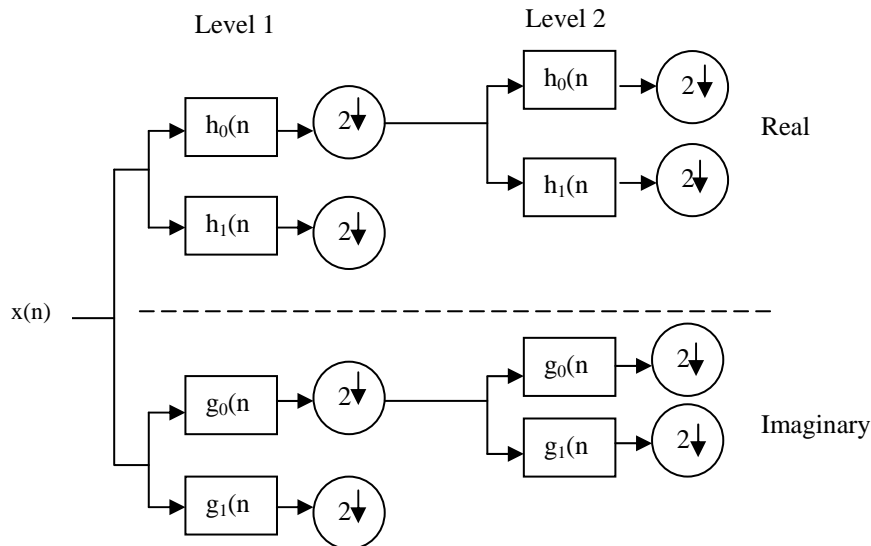 Level 1
Level 2
h₀(n
2
h₀(n
2
Real
h₁(n
2
h₁(n
2
x(n)
g₀(n
2
g₀(n
2
Imaginary
g₁(n
2
g₁(n
2